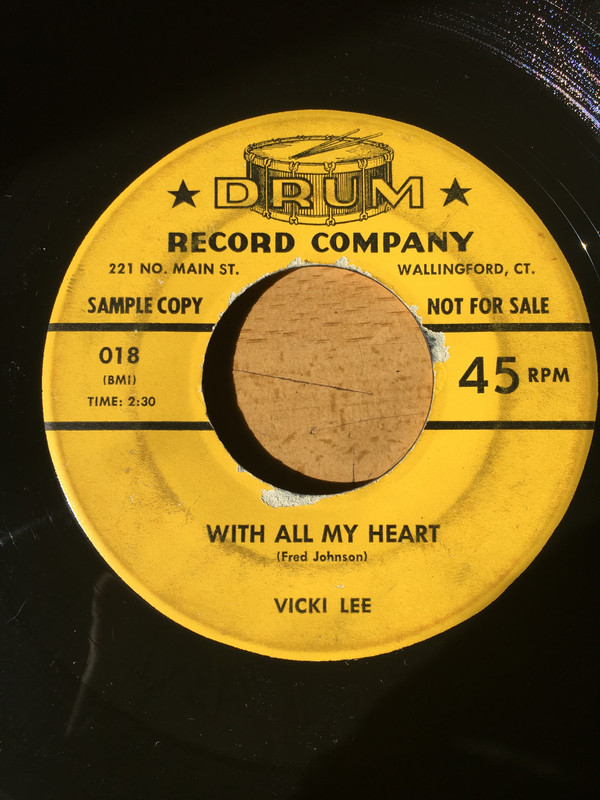 ★ DRUM ★
RECORD COMPANY
221 NO. MAIN ST. WALLINGFORD, CT.
SAMPLE COPY NOT FOR SALE
018
(BMI)
TIME: 2:30
45 RPM
WITH ALL MY HEART
(Fred Johnson)
VICKI LEE